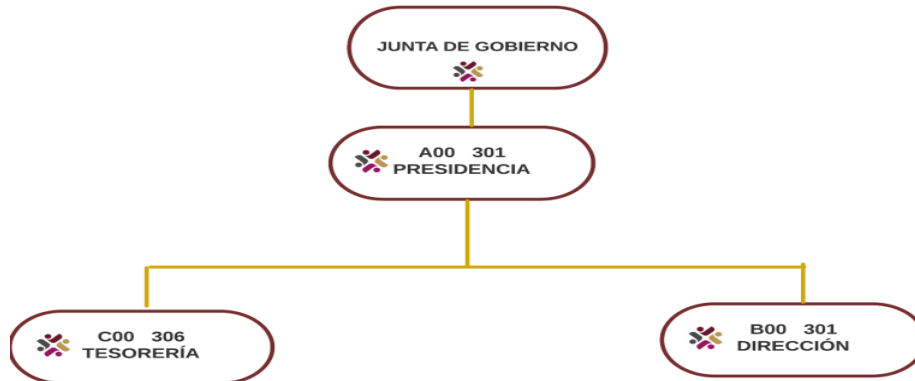 JUNTA DE GOBIERNO
A00 301
PRESIDENCIA
C00 306
TESORERÍA
B00 301
DIRECCIÓN